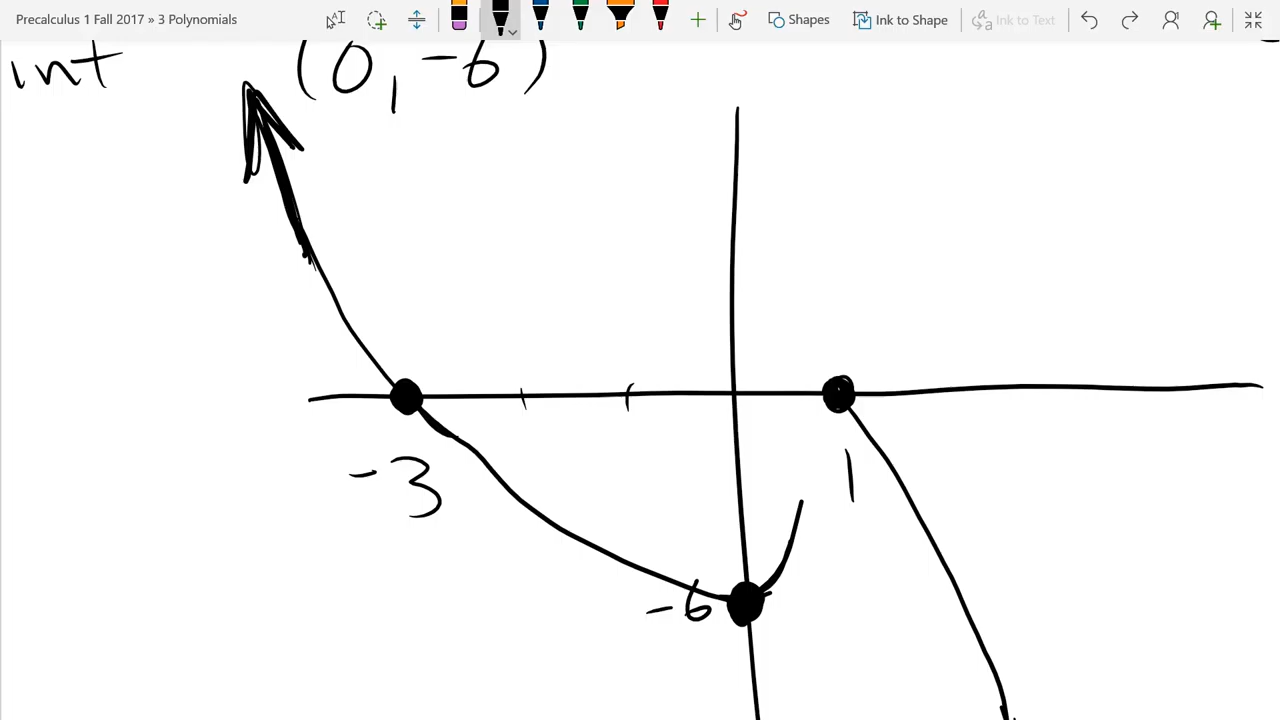 Precalculus 1 Fall 2017 » 3 Polynomials
Shapes
Ink to Shape
Ink to Text
int (0, -6)
-3
1
-6